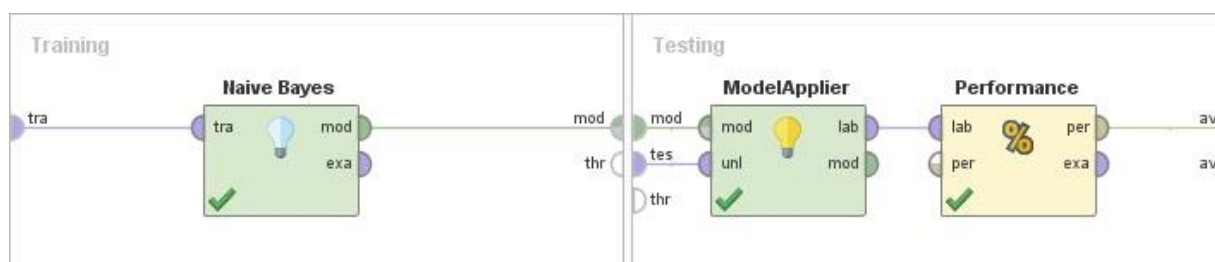 Training
Testing
Naive Bayes
ModelApplier
Performance
tra
tra
mod
mod
mod
mod
lab
lab
per
av
exa
thr
tes
unl
mod
per
exa
av
thr
%